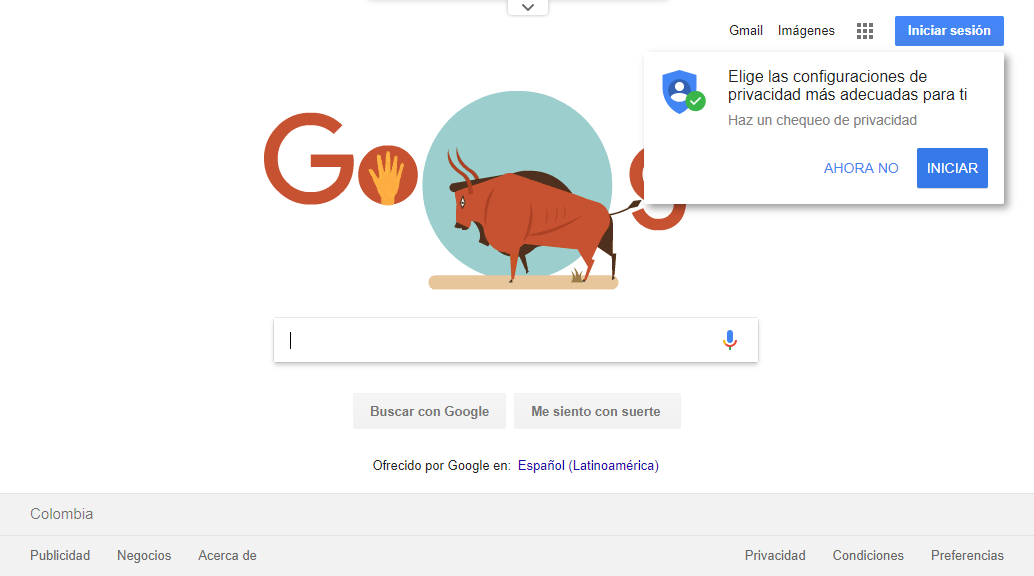 Gmail Imágenes
Iniciar sesión
Elige las configuraciones de
privacidad más adecuadas para ti
Haz un chequeo de privacidad
AHORA NO INICIAR
Go g
Buscar con Google Me siento con suerte
Ofrecido por Google en: Español (Latinoamérica)
Colombia
Publicidad Negocios Acerca de Privacidad Condiciones Preferencias